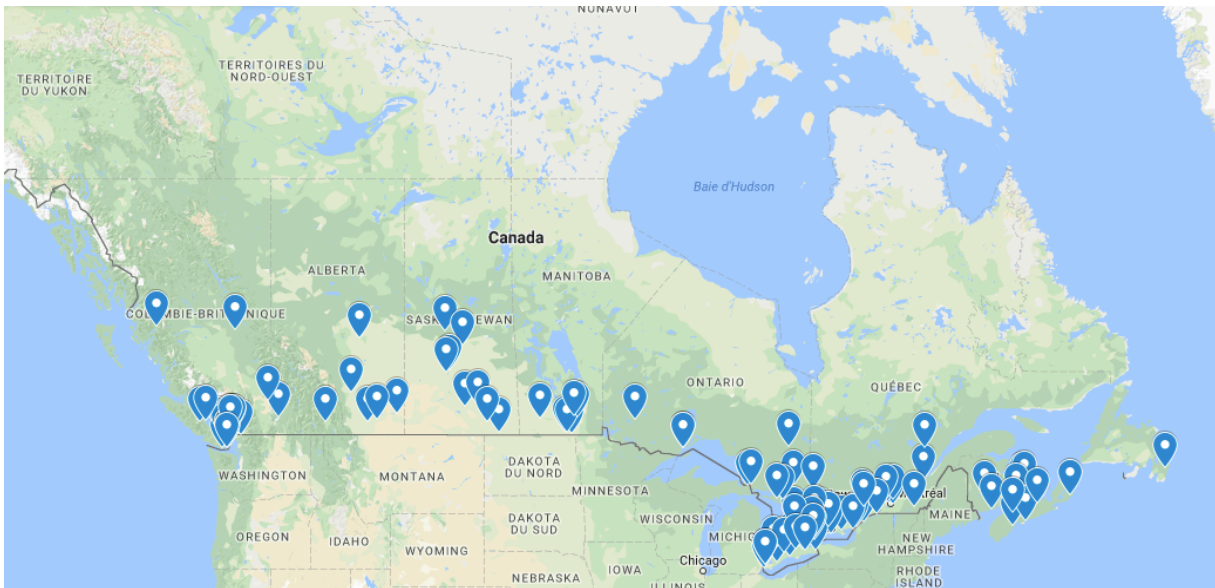 NUNAVUT
TERRITOIRE
DU YUKON
TERRITOIRES DU
NORD-OUEST
Baie d'Hudson
Canada
ALBERTA
MANITOBA
COLOMBIE-BRITANNIQUE
SASKATCHEWAN
ONTARIO
QUÉBEC
WASHINGTON
MONTANA
DAKOTA
DU NORD
MINNESOTA
Montréal
MAINE
OREGON
IDAHO
WYOMING
DAKOTA
DU SUD
WISCONSIN
NEW
HAMPSHIRE
Chicago
NEBRASKA
IOWA
RHODE
ISLAND